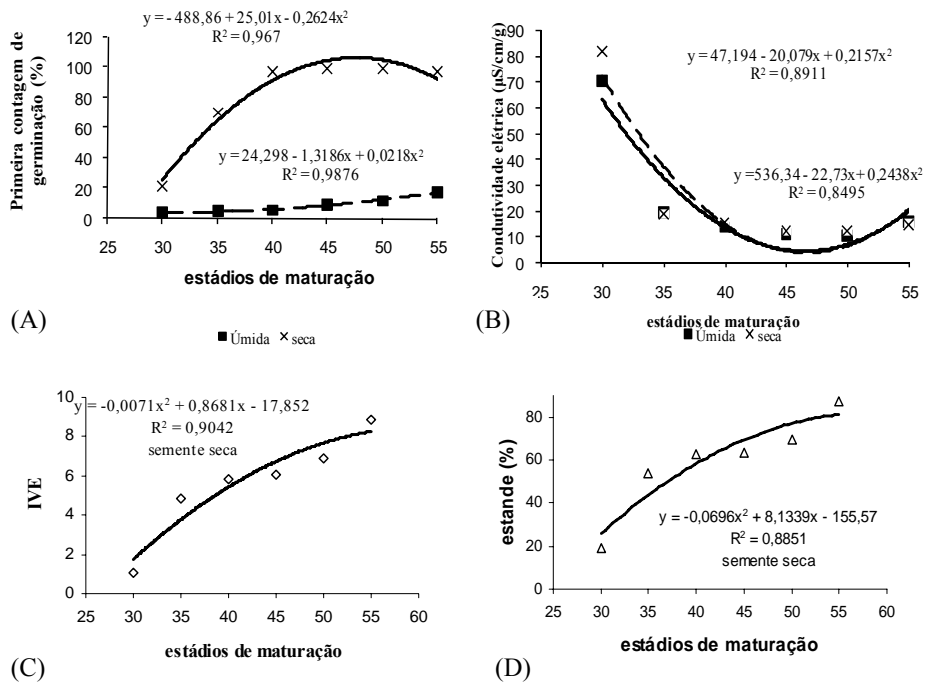 (A)
y = - 488,86 + 25,01x - 0,2624x²
R² = 0,967
Primeira contagem de
germinação (%)
120
100
80
60
40
20
0
y = 24,298 - 1,3186x + 0,0218x²
R² = 0,9876
30 35 40 45 50 55
estádios de maturação
■ Úmida × seca
(B)
Condutividade elétrica (µS/cm/g)
90
80
70
60
50
40
30
20
10
0
y = 47,194 - 20,079x + 0,2157x²
R² = 0,8911
y =536,34 - 22,73x + 0,2438x²
R² = 0,8495
25 30 35 40 45 50 55
estádios de maturação
■ Úmida × seca
(C)
IVE
10
8
6
4
2
0
y = -0,0071x² + 0,8681x - 17,852
R² = 0,9042
semente seca
25 30 35 40 45 50 55 60
estádios de maturação
(D)
estande (%)
80
60
40
20
0
y = -0,0696x² + 8,1339x - 155,57
R² = 0,8851
semente seca
25 30 35 40 45 50 55 60
estádios de maturação